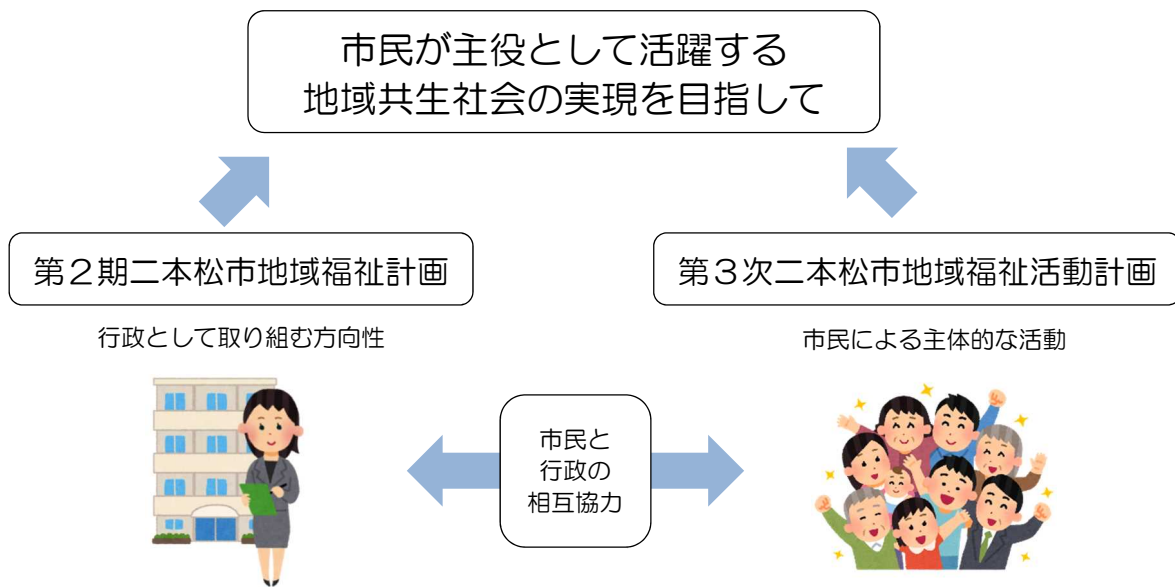 市民が主役として活躍する
地域共生社会の実現を目指して
第２期二本松市地域福祉計画
第３次二本松市地域福祉活動計画
行政として取り組む方向性
市民による主体的な活動
市民と
行政の
相互協力